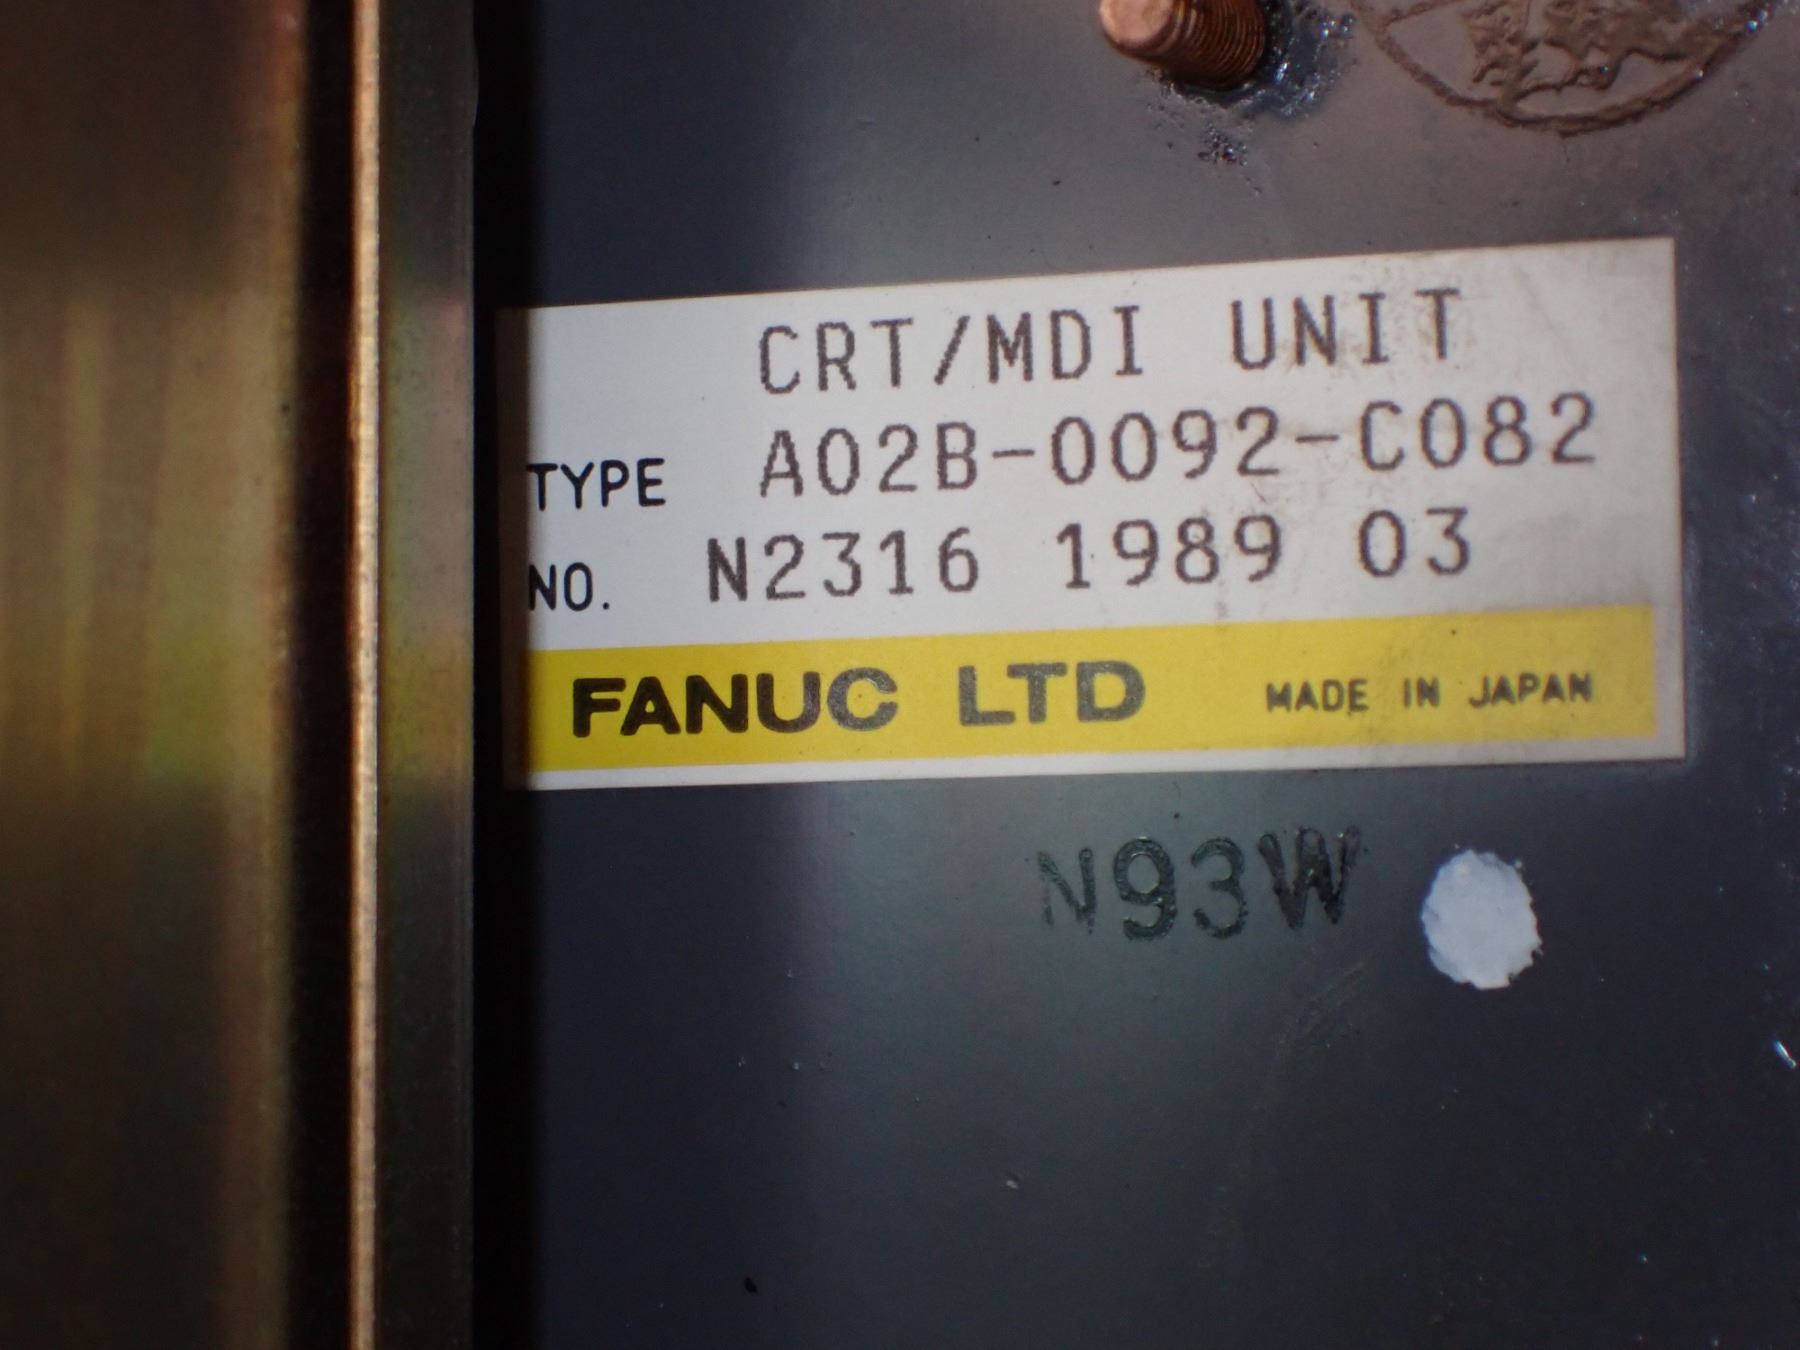 CRT/MDI UNIT
TYPE A02B-0092-C082
NO. N2316 1989 03
FANUC LTD MADE IN JAPAN
N93W